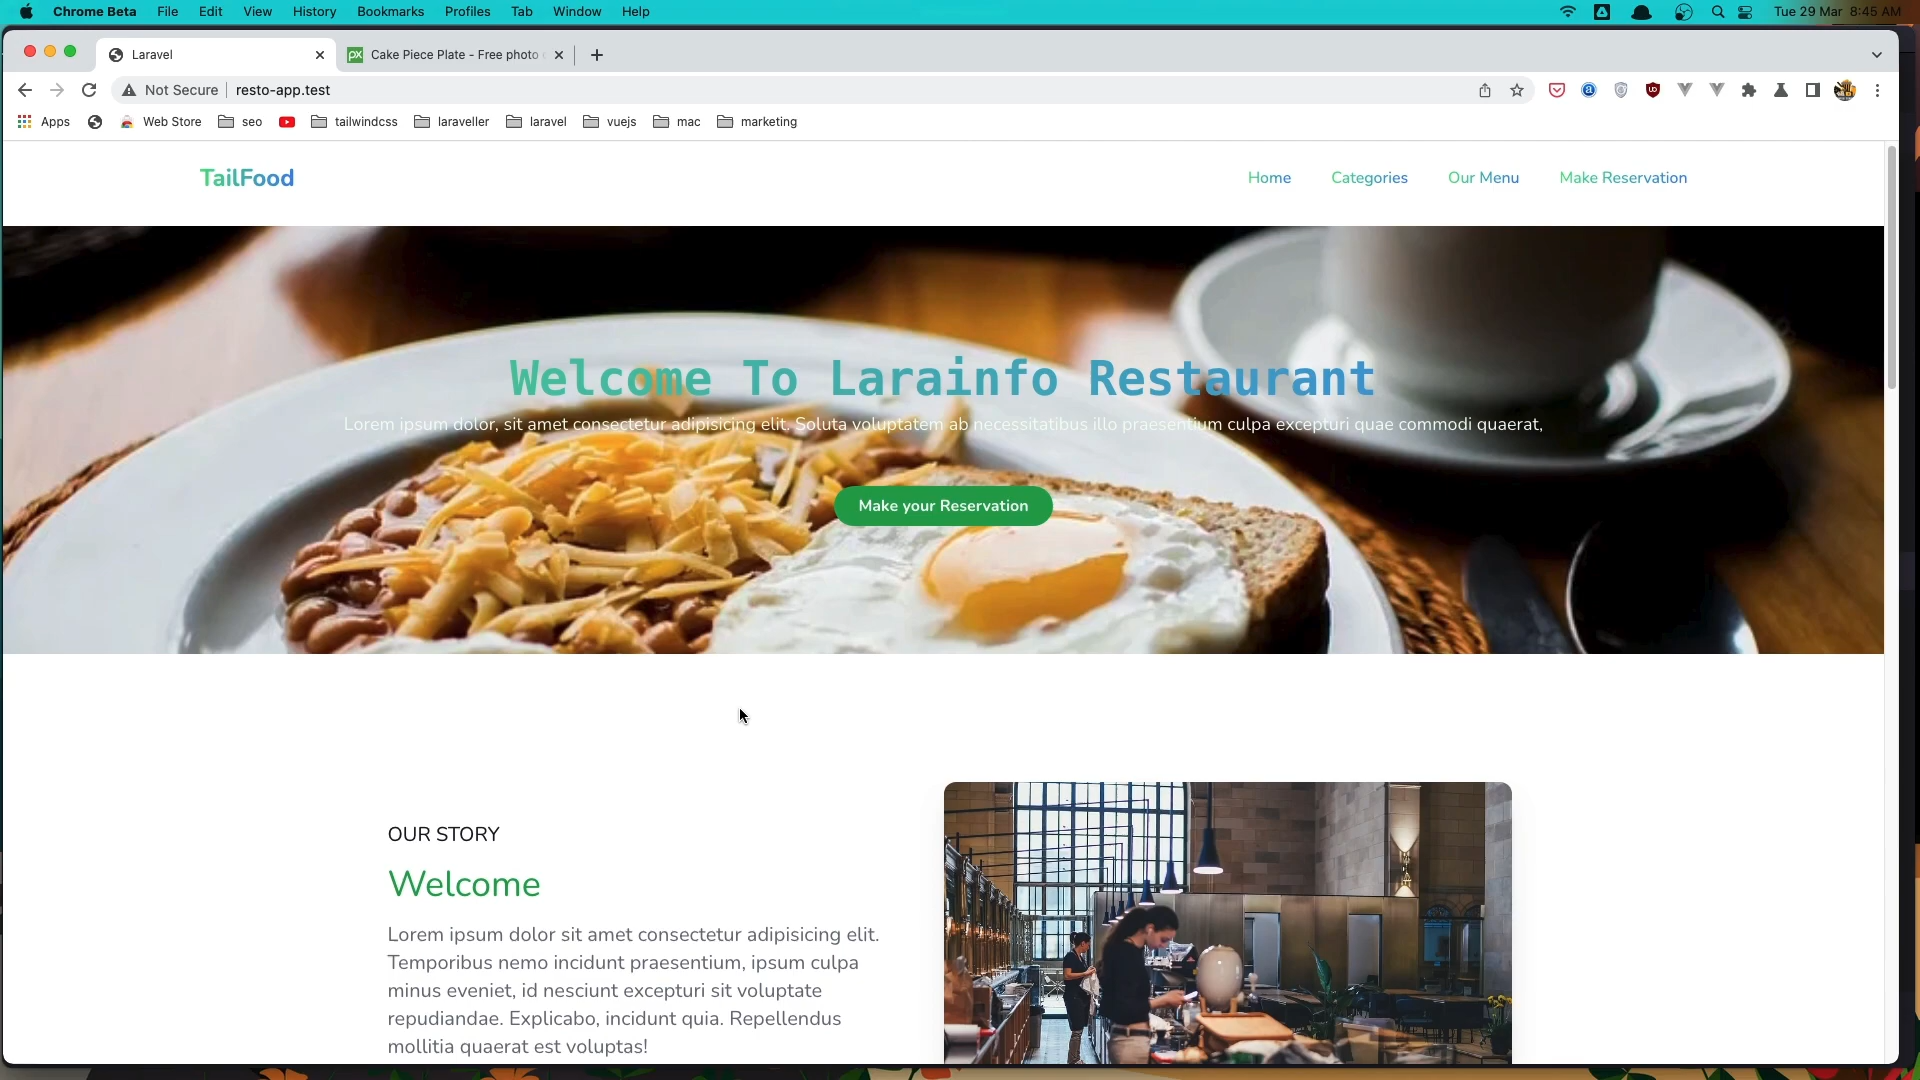 Chrome Beta File Edit View History Bookmarks Profiles Tab Window Help Tue 29 Mar 8:45 AM
Laravel Cake Piece Plate - Free photo
Not Secure resto-app.test
Apps Web Store seo tailwindcss laraveller laravel vuejs mac marketing
TailFood Home Categories Our Menu Make Reservation
Welcome To Larainfo Restaurant
Lorem ipsum dolor, sit amet consectetur adipisicing elit. Soluta voluptatem ab necessitatibus illo praesentium culpa excepturi quae commodi quaerat,
Make your Reservation
OUR STORY
Welcome
Lorem ipsum dolor sit amet consectetur adipisicing elit.
Temporibus nemo incidunt praesentium, ipsum culpa
minus eveniet, id nesciunt excepturi sit voluptate
repudiandae. Explicabo, incidunt quia. Repellendus
mollitia quaerat est voluptas!